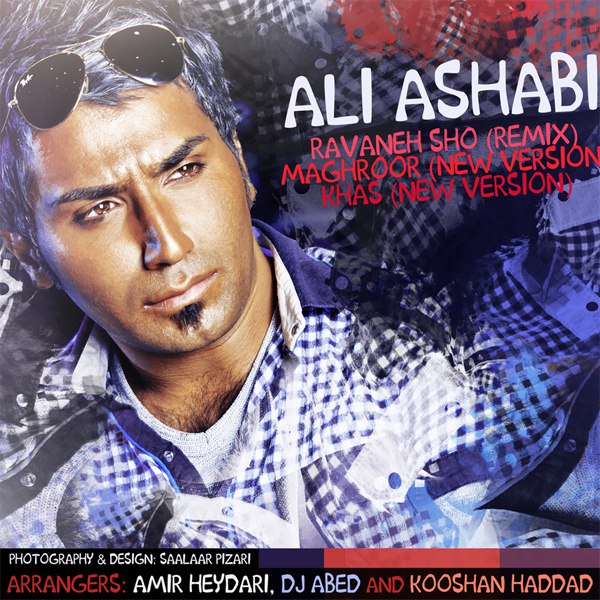 ALI ASHABI
RAVANEH SHO (REMIX)
MAGHROOR (NEW VERSION
KHAS (NEW VERSION)
PHOTOGRAPHY & DESIGN: SAALAAR PIZARI
ARRANGERS: AMIR HEYDARI, DJ ABED AND KOOSHAN HADDAD